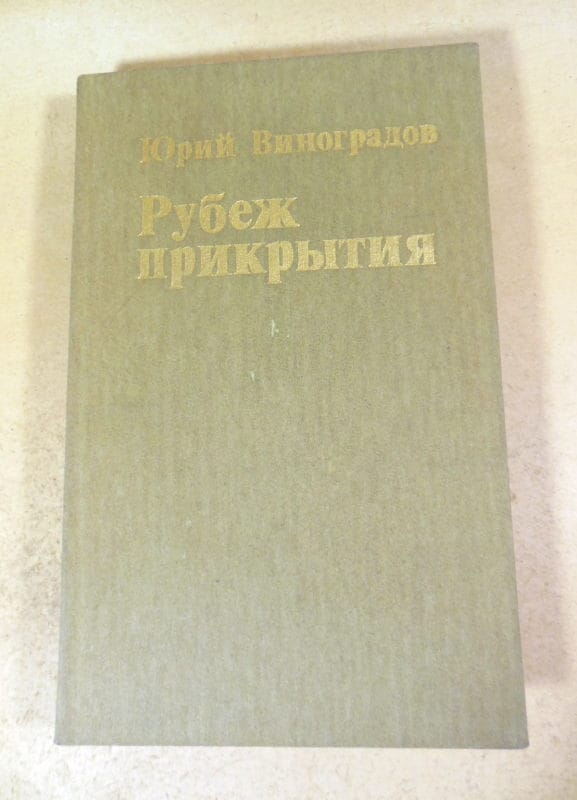 Юрий Виноградов
Рубеж
прикрытия